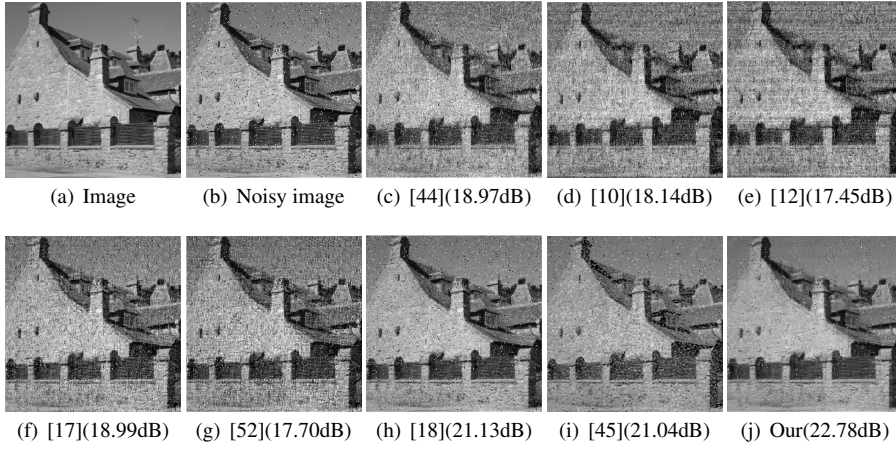 (a) Image
(b) Noisy image
(c) [44](18.97dB)
(d) [10](18.14dB)
(e) [12](17.45dB)
(f) [17](18.99dB)
(g) [52](17.70dB)
(h) [18](21.13dB)
(i) [45](21.04dB)
(j) Our(22.78dB)